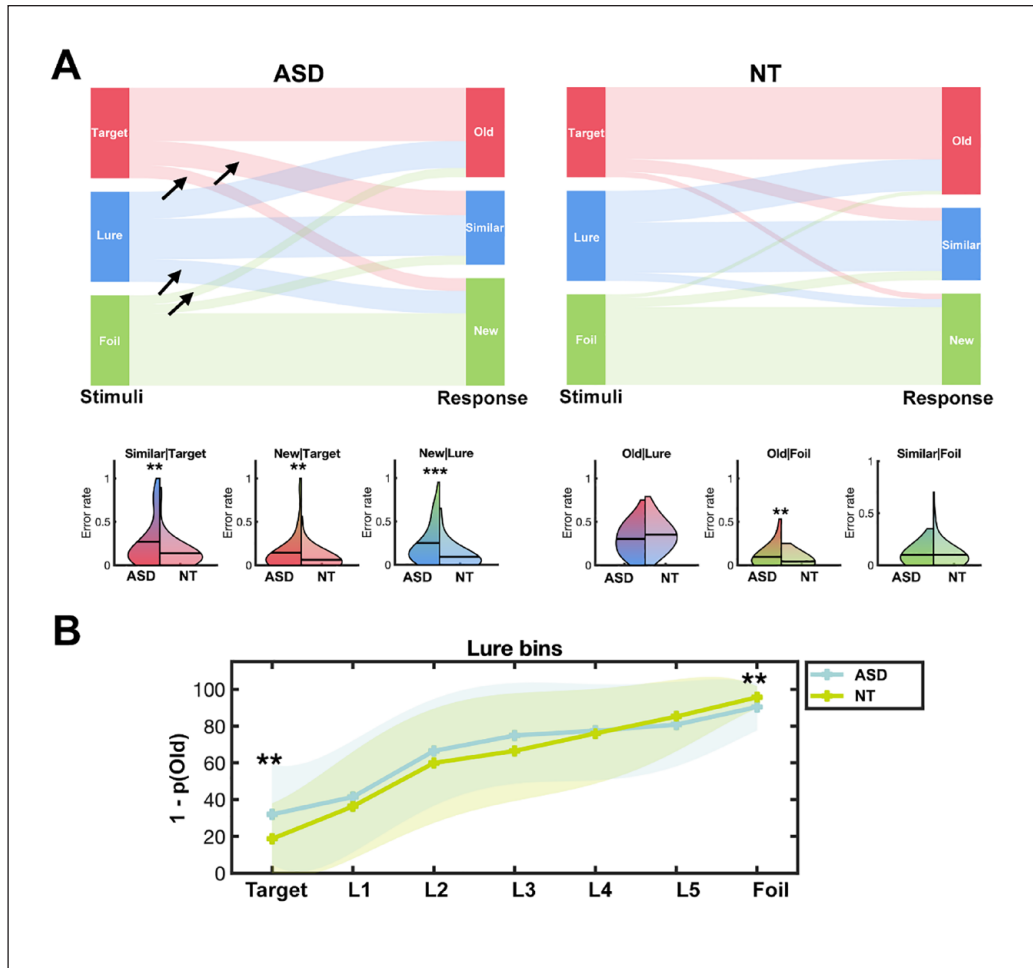 A
ASD
NT
Target
Old
Lure
Similar
Foil
New
Stimuli
Response
Target
Old
Lure
Similar
Foil
New
Stimuli
Response
Similar|Target
**
1
0.5
0
Error rate
ASD
NT
New|Target
**
1
0.5
0
Error rate
ASD
NT
New|Lure
***
1
0.5
0
Error rate
ASD
NT
Old|Lure
1
0.5
0
Error rate
ASD
NT
Old|Foil
**
1
0.5
0
Error rate
ASD
NT
Similar|Foil
1
0.5
0
Error rate
ASD
NT
B
Lure bins
ASD
NT
100
80
60
40
20
0
1 - p(Old)
**
**
Target
L1
L2
L3
L4
L5
Foil